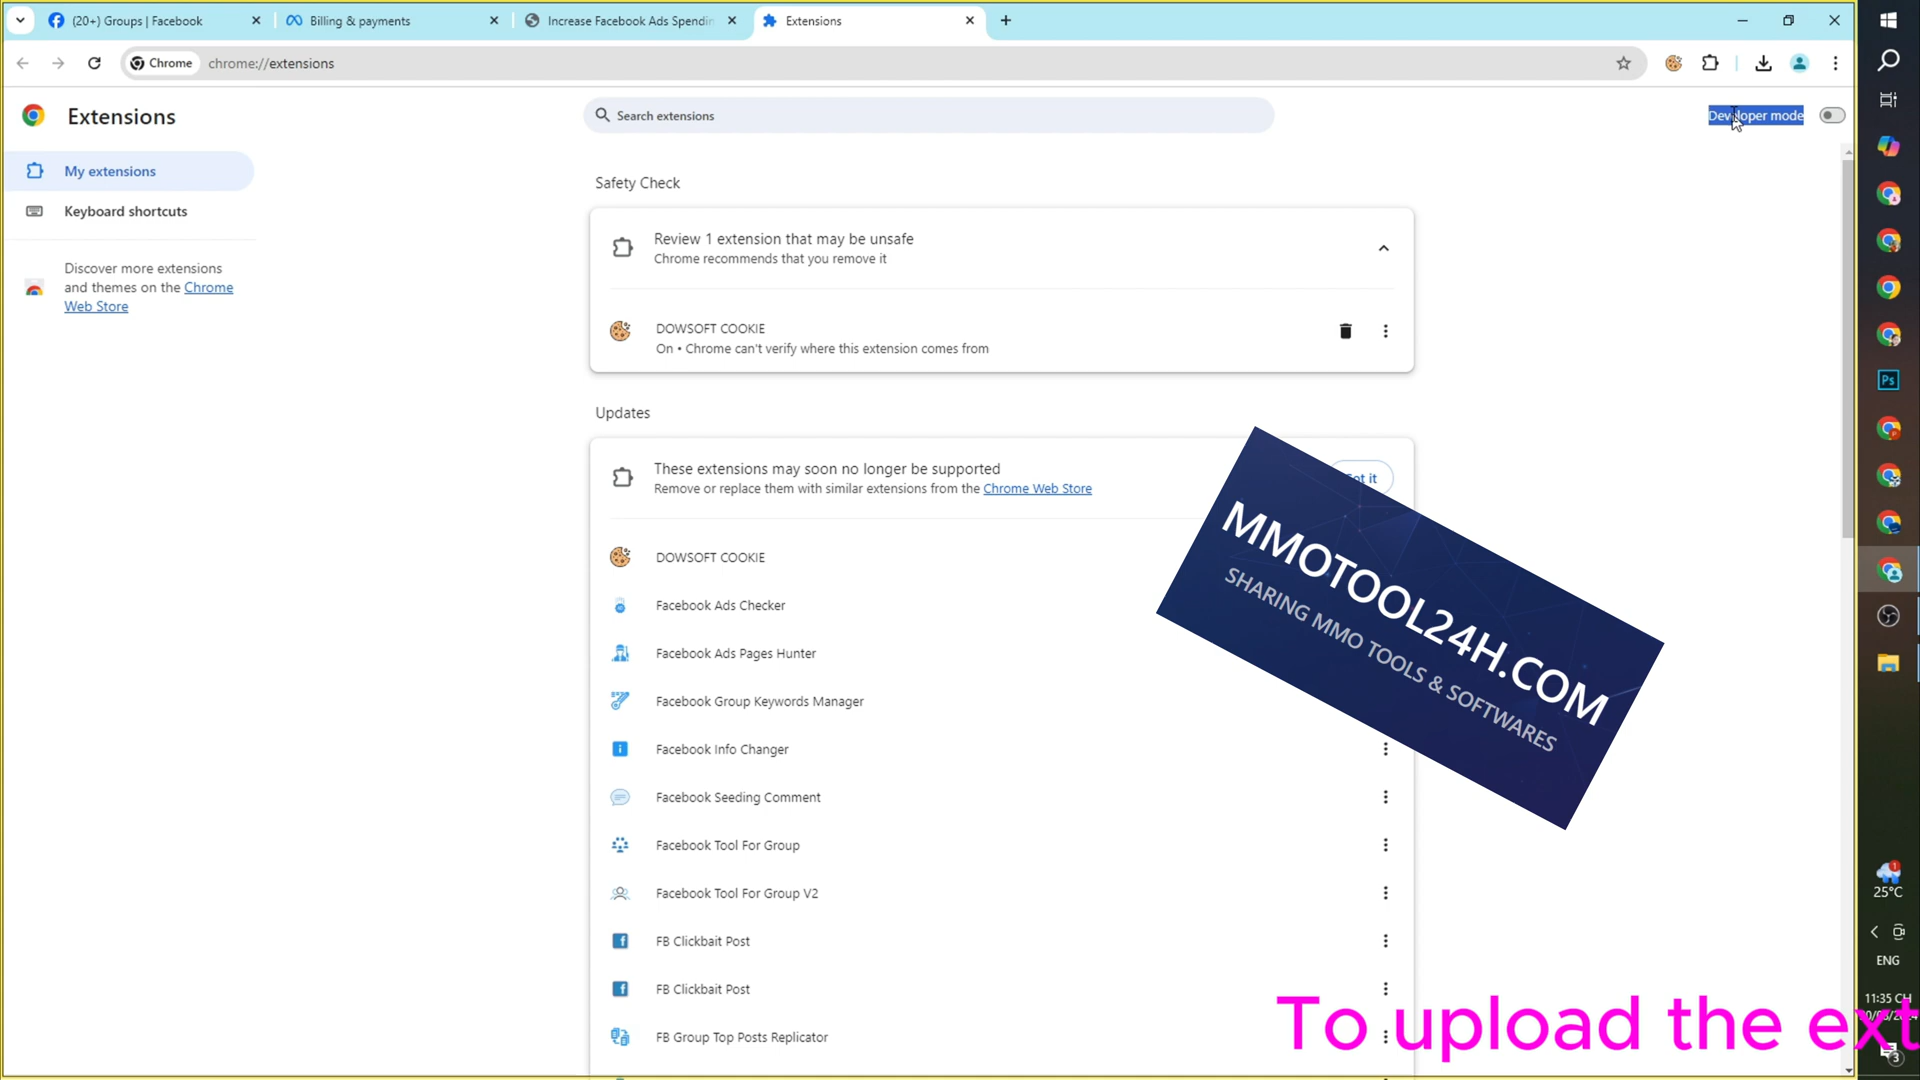 (20+) Groups | Facebook
Billing & payments
Increase Facebook Ads Spendin
Extensions
Chrome
chrome://extensions
Extensions
Search extensions
Developer mode
My extensions
Keyboard shortcuts
Discover more extensions
and themes on the Chrome
Web Store
Safety Check
Review 1 extension that may be unsafe
Chrome recommends that you remove it
DOWSOFT COOKIE
On • Chrome can't verify where this extension comes from
Updates
These extensions may soon no longer be supported
Remove or replace them with similar extensions from the Chrome Web Store
DOWSOFT COOKIE
Facebook Ads Checker
Facebook Ads Pages Hunter
Facebook Group Keywords Manager
Facebook Info Changer
Facebook Seeding Comment
Facebook Tool For Group
Facebook Tool For Group V2
FB Clickbait Post
FB Clickbait Post
FB Group Top Posts Replicator
MMOTOOL24H.COM
SHARING MMO TOOLS & SOFTWARES
Ps
1
25°C
ENG
11:35 CH
3
To upload the ext